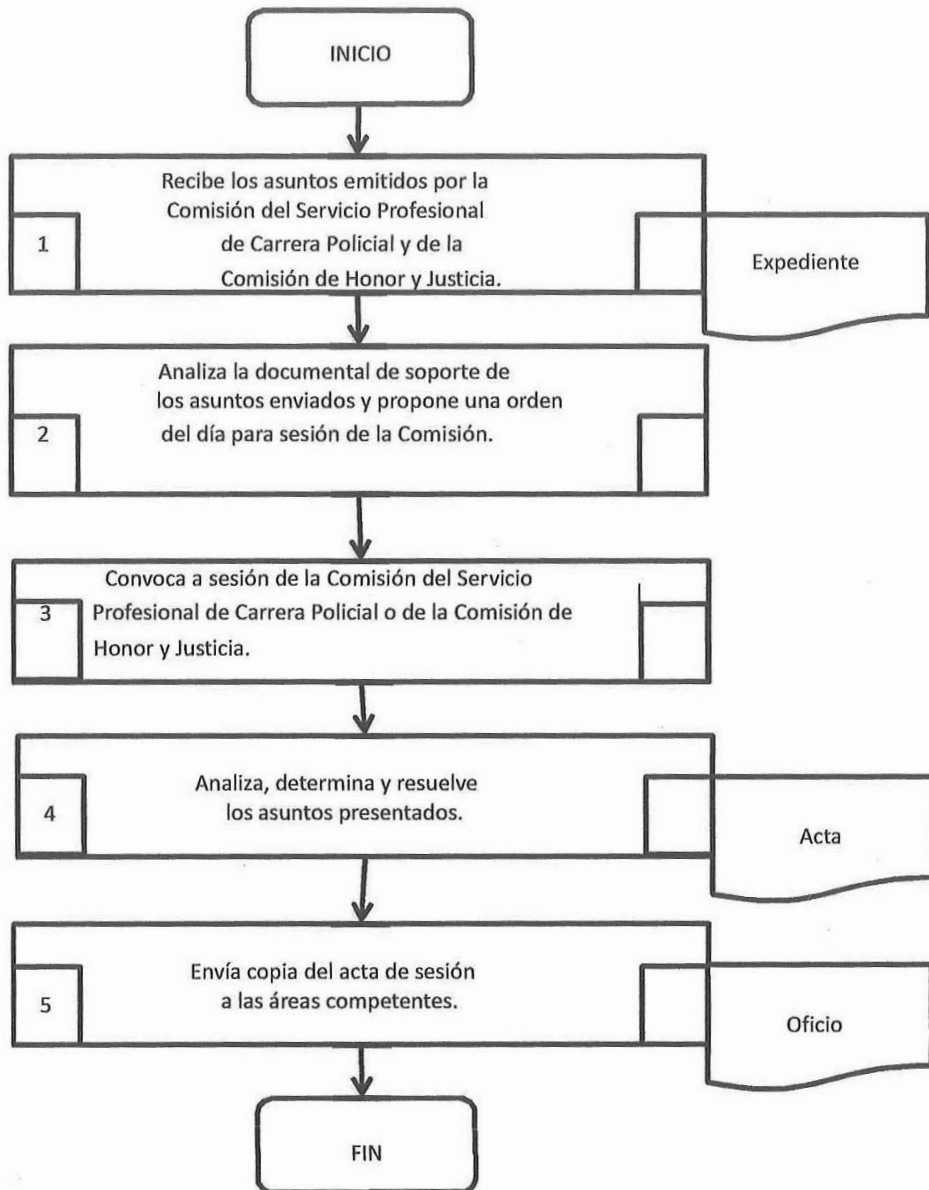 INICIO
Recibe los asuntos emitidos por la
Comisión del Servicio Profesional
de Carrera Policial y de la
Comisión de Honor y Justicia.
1
Expediente
Analiza la documental de soporte de
los asuntos enviados y propone una orden
del día para sesión de la Comisión.
2
Convoca a sesión de la Comisión del Servicio
Profesional de Carrera Policial o de la Comisión de
Honor y Justicia.
3
Analiza, determina y resuelve
los asuntos presentados.
4
Acta
Envía copia del acta de sesión
a las áreas competentes.
5
Oficio
FIN